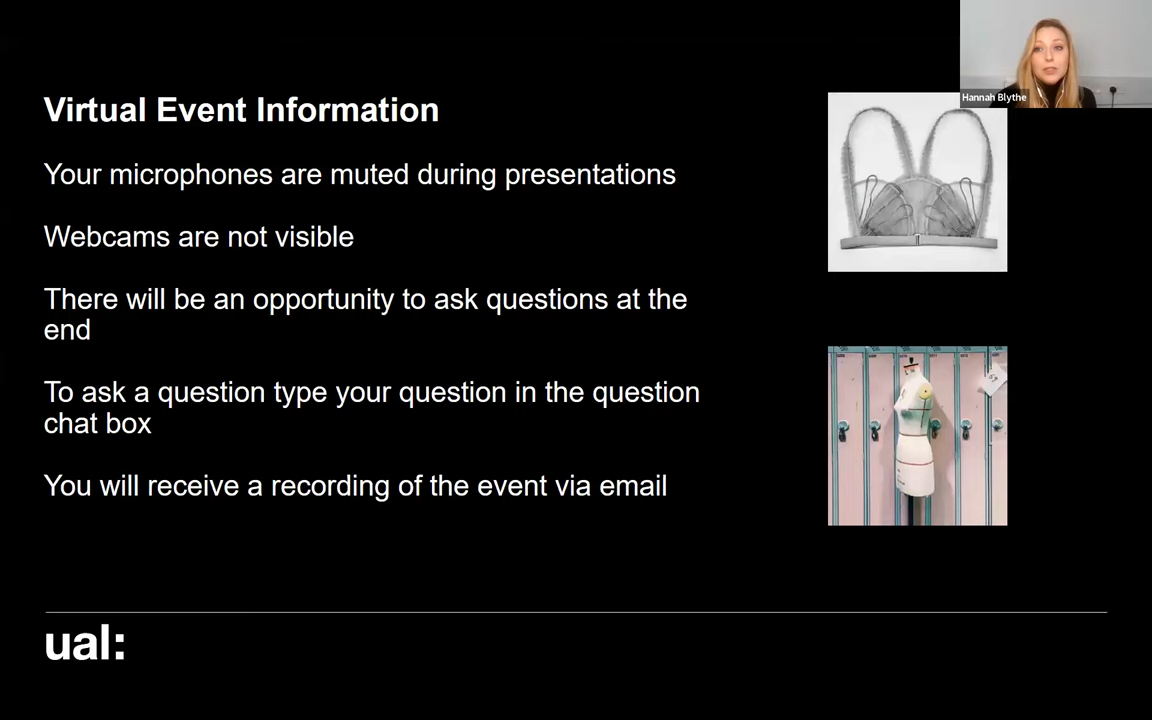 Hannah Blythe
Virtual Event Information
Your microphones are muted during presentations
Webcams are not visible
There will be an opportunity to ask questions at the
end
To ask a question type your question in the question
chat box
You will receive a recording of the event via email
ual: